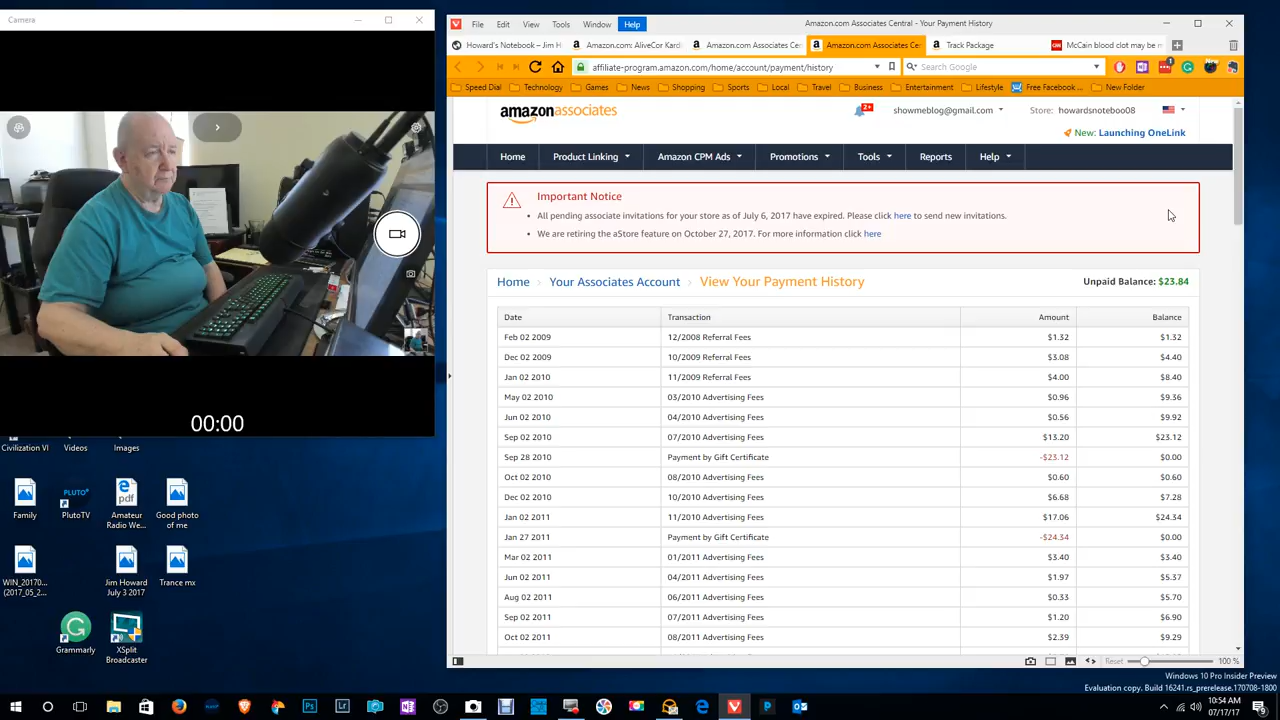 Camera
00:00
Civilization VI
Videos
Images
Family
PlutoTV
Amateur Radio We...
Good photo of me
WIN_20170... (2017_05_2...
Jim Howard July 3 2017
Trance mx
Grammarly
XSplit Broadcaster
File Edit View Tools Window Help
Amazon.com Associates Central - Your Payment History
Howard's Notebook – Jim H
Amazon.com: AliveCor Kard
Amazon.com Associates Cen
Amazon.com Associates Ce
Track Package
McCain blood clot may be m
affiliate-program.amazon.com/home/account/payment/history
Search Google
Speed Dial Technology Games News Shopping Sports Local Travel Business Entertainment Lifestyle Free Facebook ... New Folder
amazonassociates
2+
showmeblog@gmail.com
Store: howardsnoteboo08
New: Launching OneLink
Home Product Linking Amazon CPM Ads Promotions Tools Reports Help
Important Notice
All pending associate invitations for your store as of July 6, 2017 have expired. Please click here to send new invitations.
We are retiring the aStore feature on October 27, 2017. For more information click here
Home > Your Associates Account > View Your Payment History
Unpaid Balance: $23.84
Date Transaction Amount Balance
Feb 02 2009 12/2008 Referral Fees $1.32 $1.32
Dec 02 2009 10/2009 Referral Fees $3.08 $4.40
Jan 02 2010 11/2009 Referral Fees $4.00 $8.40
May 02 2010 03/2010 Advertising Fees $0.96 $9.36
Jun 02 2010 04/2010 Advertising Fees $0.56 $9.92
Sep 02 2010 07/2010 Advertising Fees $13.20 $23.12
Sep 28 2010 Payment by Gift Certificate -$23.12 $0.00
Oct 02 2010 08/2010 Advertising Fees $0.60 $0.60
Dec 02 2010 10/2010 Advertising Fees $6.68 $7.28
Jan 02 2011 11/2010 Advertising Fees $17.06 $24.34
Jan 27 2011 Payment by Gift Certificate -$24.34 $0.00
Mar 02 2011 01/2011 Advertising Fees $3.40 $3.40
Jun 02 2011 04/2011 Advertising Fees $1.97 $5.37
Aug 02 2011 06/2011 Advertising Fees $0.33 $5.70
Sep 02 2011 07/2011 Advertising Fees $1.20 $6.90
Oct 02 2011 08/2011 Advertising Fees $2.39 $9.29
Reset 100 %
Windows 10 Pro Insider Preview
Evaluation copy. Build 16241.rs_prerelease.170708-1800
10:54 AM
07/17/17